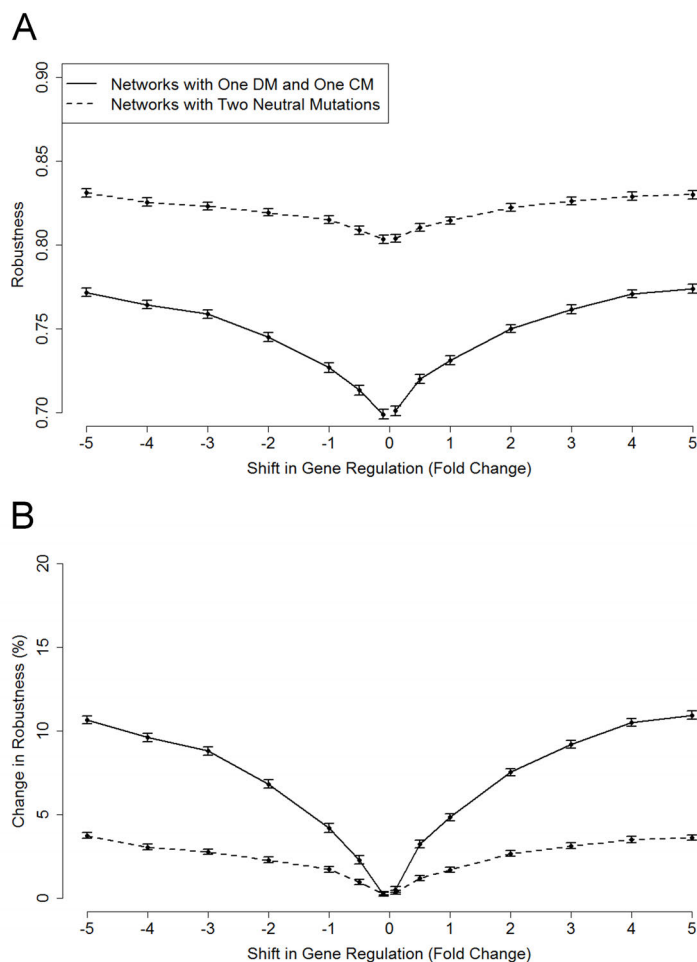 A
Networks with One DM and One CM
Networks with Two Neutral Mutations
Robustness
0.90
0.85
0.80
0.75
0.70
-5 -4 -3 -2 -1 0 1 2 3 4 5
Shift in Gene Regulation (Fold Change)
B
Change in Robustness (%)
20
15
10
5
0
-5 -4 -3 -2 -1 0 1 2 3 4 5
Shift in Gene Regulation (Fold Change)